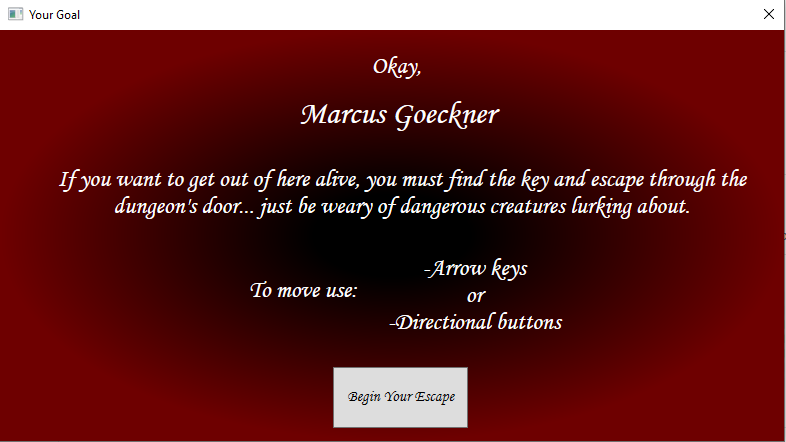 Your Goal
Okay,
Marcus Goeckner
If you want to get out of here alive, you must find the key and escape through the
dungeon's door... just be weary of dangerous creatures lurking about.
To move use:
-Arrow keys
or
-Directional buttons
Begin Your Escape